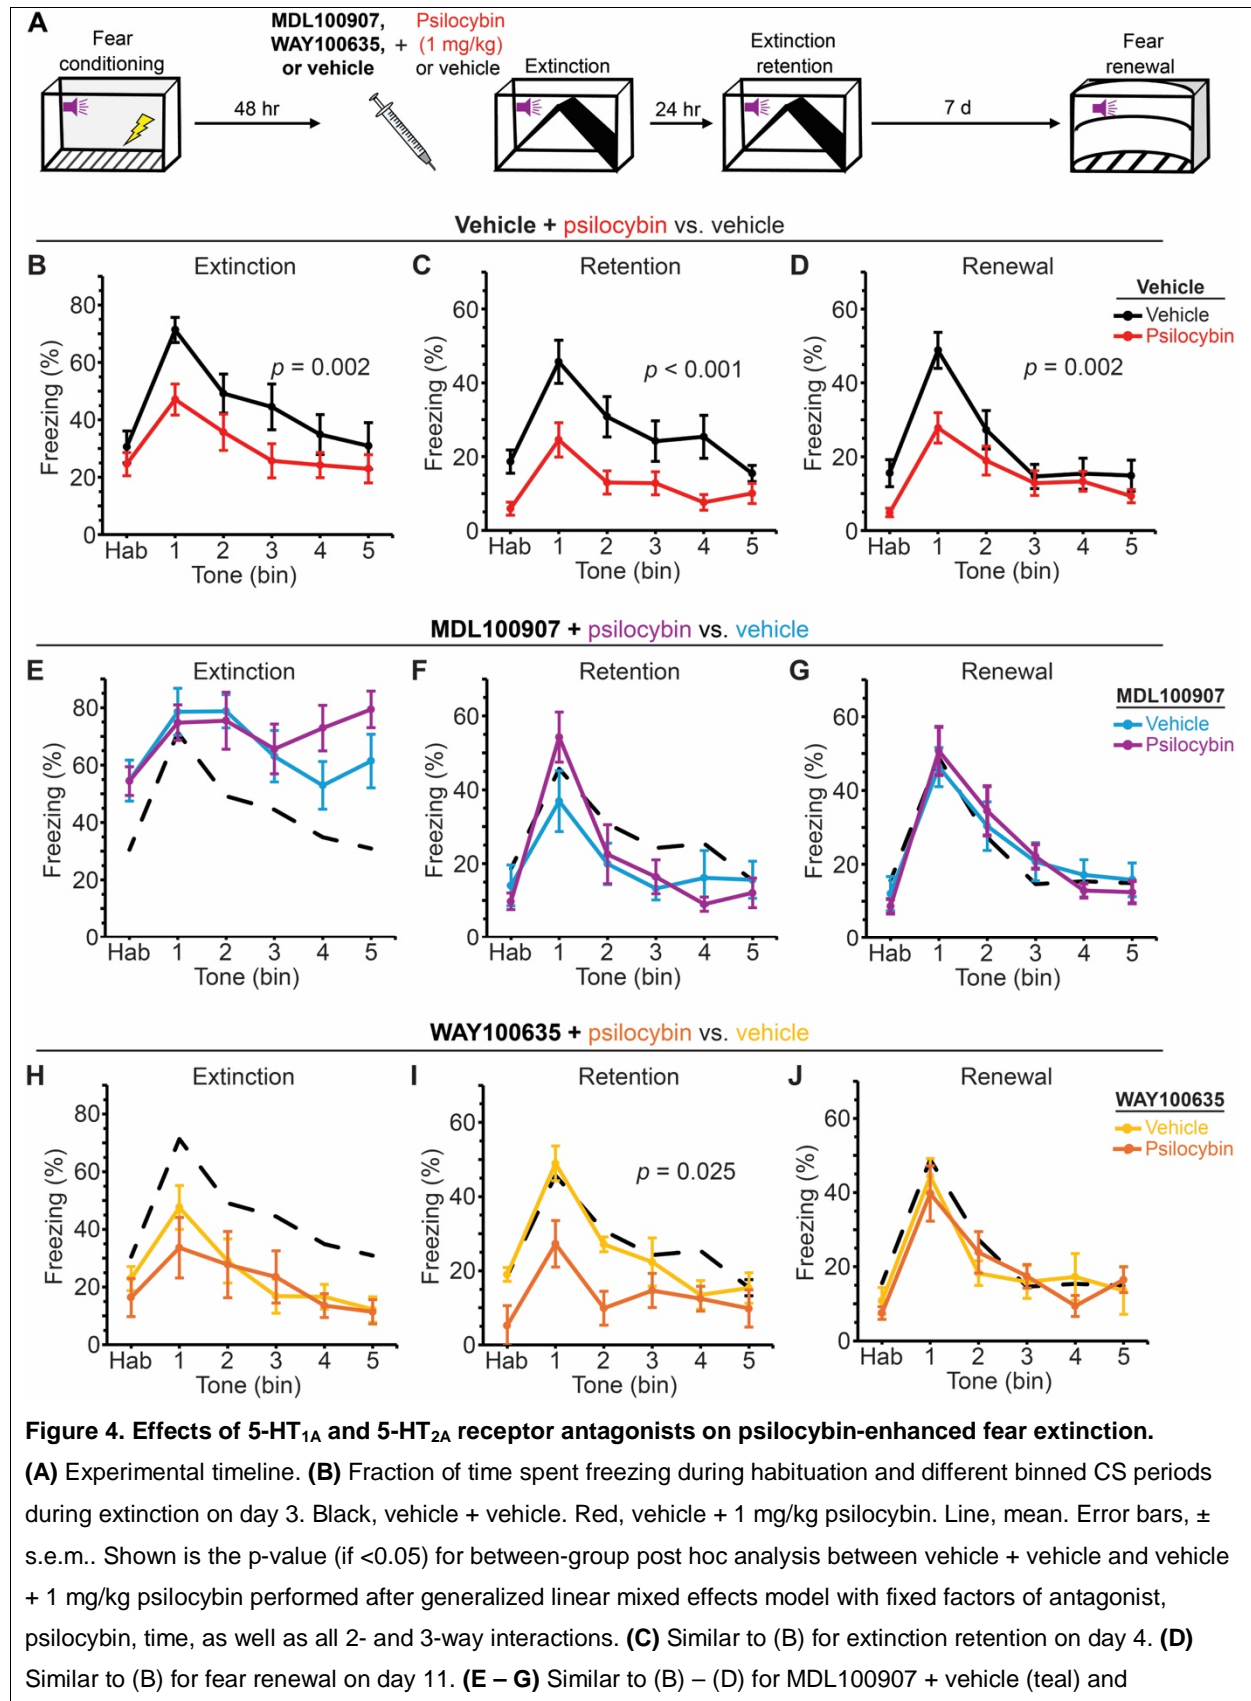 A
Fear
conditioning
48 hr
MDL100907,
WAY100635,
or vehicle
+
Psilocybin
(1 mg/kg)
or vehicle
Extinction
24 hr
Extinction
retention
7 d
Fear
renewal
Vehicle + psilocybin vs. vehicle
B
Extinction
Freezing (%)
80
60
40
20
0
p = 0.002
Hab 1 2 3 4 5
Tone (bin)
C
Retention
Freezing (%)
60
40
20
0
p < 0.001
Hab 1 2 3 4 5
Tone (bin)
D
Renewal
Freezing (%)
60
40
20
0
p = 0.002
Hab 1 2 3 4 5
Tone (bin)
Vehicle
Vehicle
Psilocybin
MDL100907 + psilocybin vs. vehicle
E
Extinction
Freezing (%)
80
60
40
20
0
Hab 1 2 3 4 5
Tone (bin)
F
Retention
Freezing (%)
60
40
20
0
Hab 1 2 3 4 5
Tone (bin)
G
Renewal
Freezing (%)
60
40
20
0
Hab 1 2 3 4 5
Tone (bin)
MDL100907
Vehicle
Psilocybin
WAY100635 + psilocybin vs. vehicle
H
Extinction
Freezing (%)
80
60
40
20
0
Hab 1 2 3 4 5
Tone (bin)
I
Retention
Freezing (%)
60
40
20
0
p = 0.025
Hab 1 2 3 4 5
Tone (bin)
J
Renewal
Freezing (%)
60
40
20
0
Hab 1 2 3 4 5
Tone (bin)
WAY100635
Vehicle
Psilocybin
Figure 4. Effects of 5-HT1A and 5-HT2A receptor antagonists on psilocybin-enhanced fear extinction.
(A) Experimental timeline. (B) Fraction of time spent freezing during habituation and different binned CS periods
during extinction on day 3. Black, vehicle + vehicle. Red, vehicle + 1 mg/kg psilocybin. Line, mean. Error bars, ±
s.e.m.. Shown is the p-value (if <0.05) for between-group post hoc analysis between vehicle + vehicle and vehicle
+ 1 mg/kg psilocybin performed after generalized linear mixed effects model with fixed factors of antagonist,
psilocybin, time, as well as all 2- and 3-way interactions. (C) Similar to (B) for extinction retention on day 4. (D)
Similar to (B) for fear renewal on day 11. (E – G) Similar to (B) – (D) for MDL100907 + vehicle (teal) and